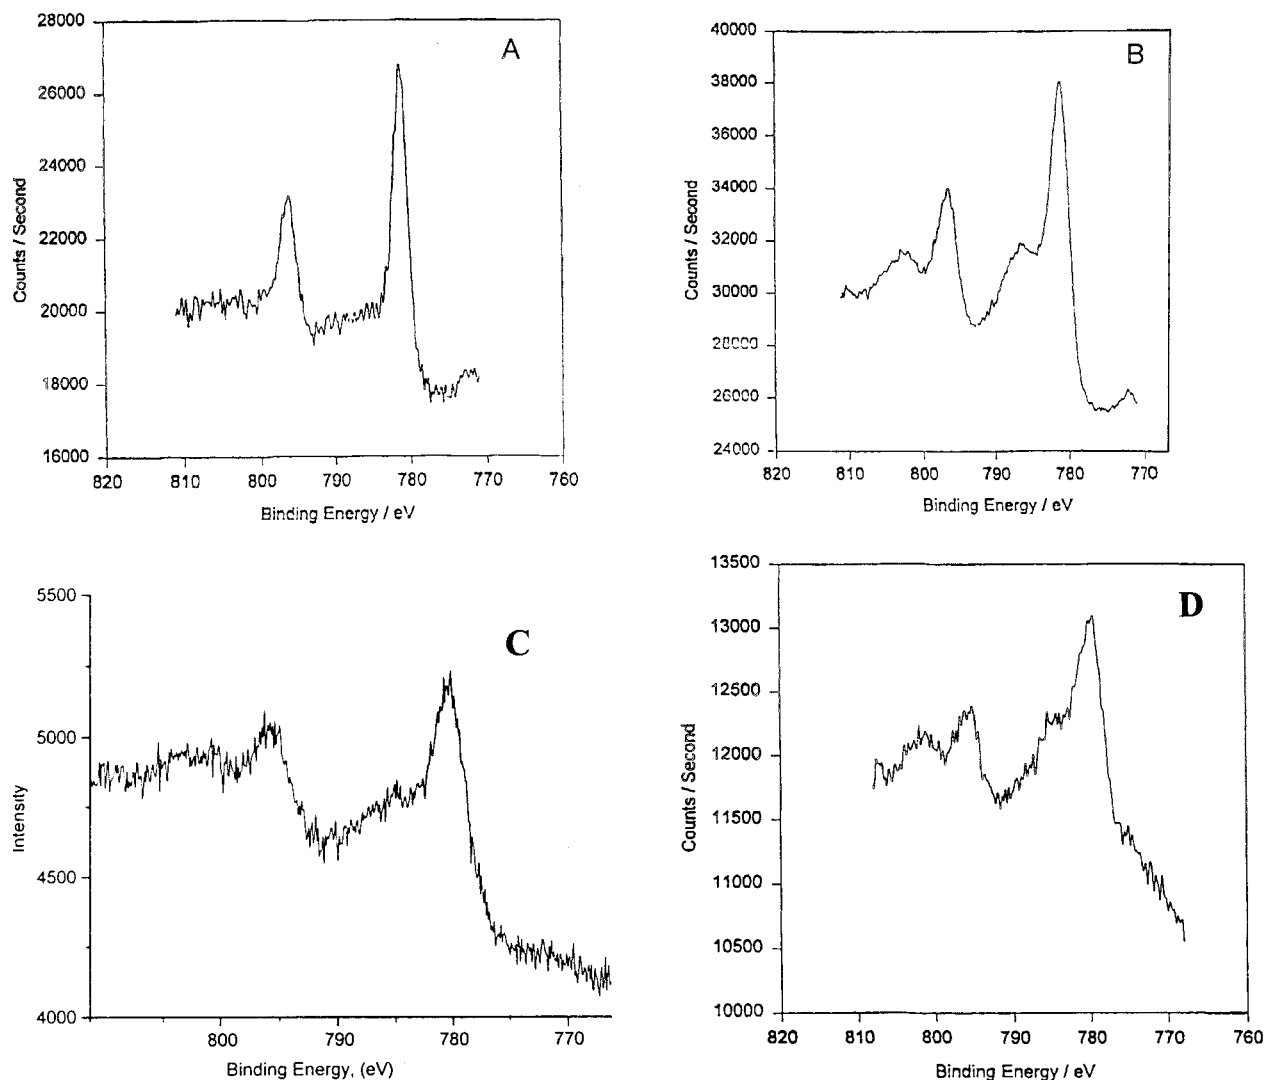 A
28000
26000
24000
22000
20000
18000
16000
Counts / Second
820 810 800 790 780 770 760
Binding Energy / eV
B
40000
38000
36000
34000
32000
30000
28000
26000
24000
Counts / Second
820 810 800 790 780 770
Binding Energy / eV
C
5500
5000
4500
4000
Intensity
800 790 780 770
Binding Energy, (eV)
D
13500
13000
12500
12000
11500
11000
10500
10000
Counts / Second
820 810 800 790 780 770 760
Binding Energy / eV